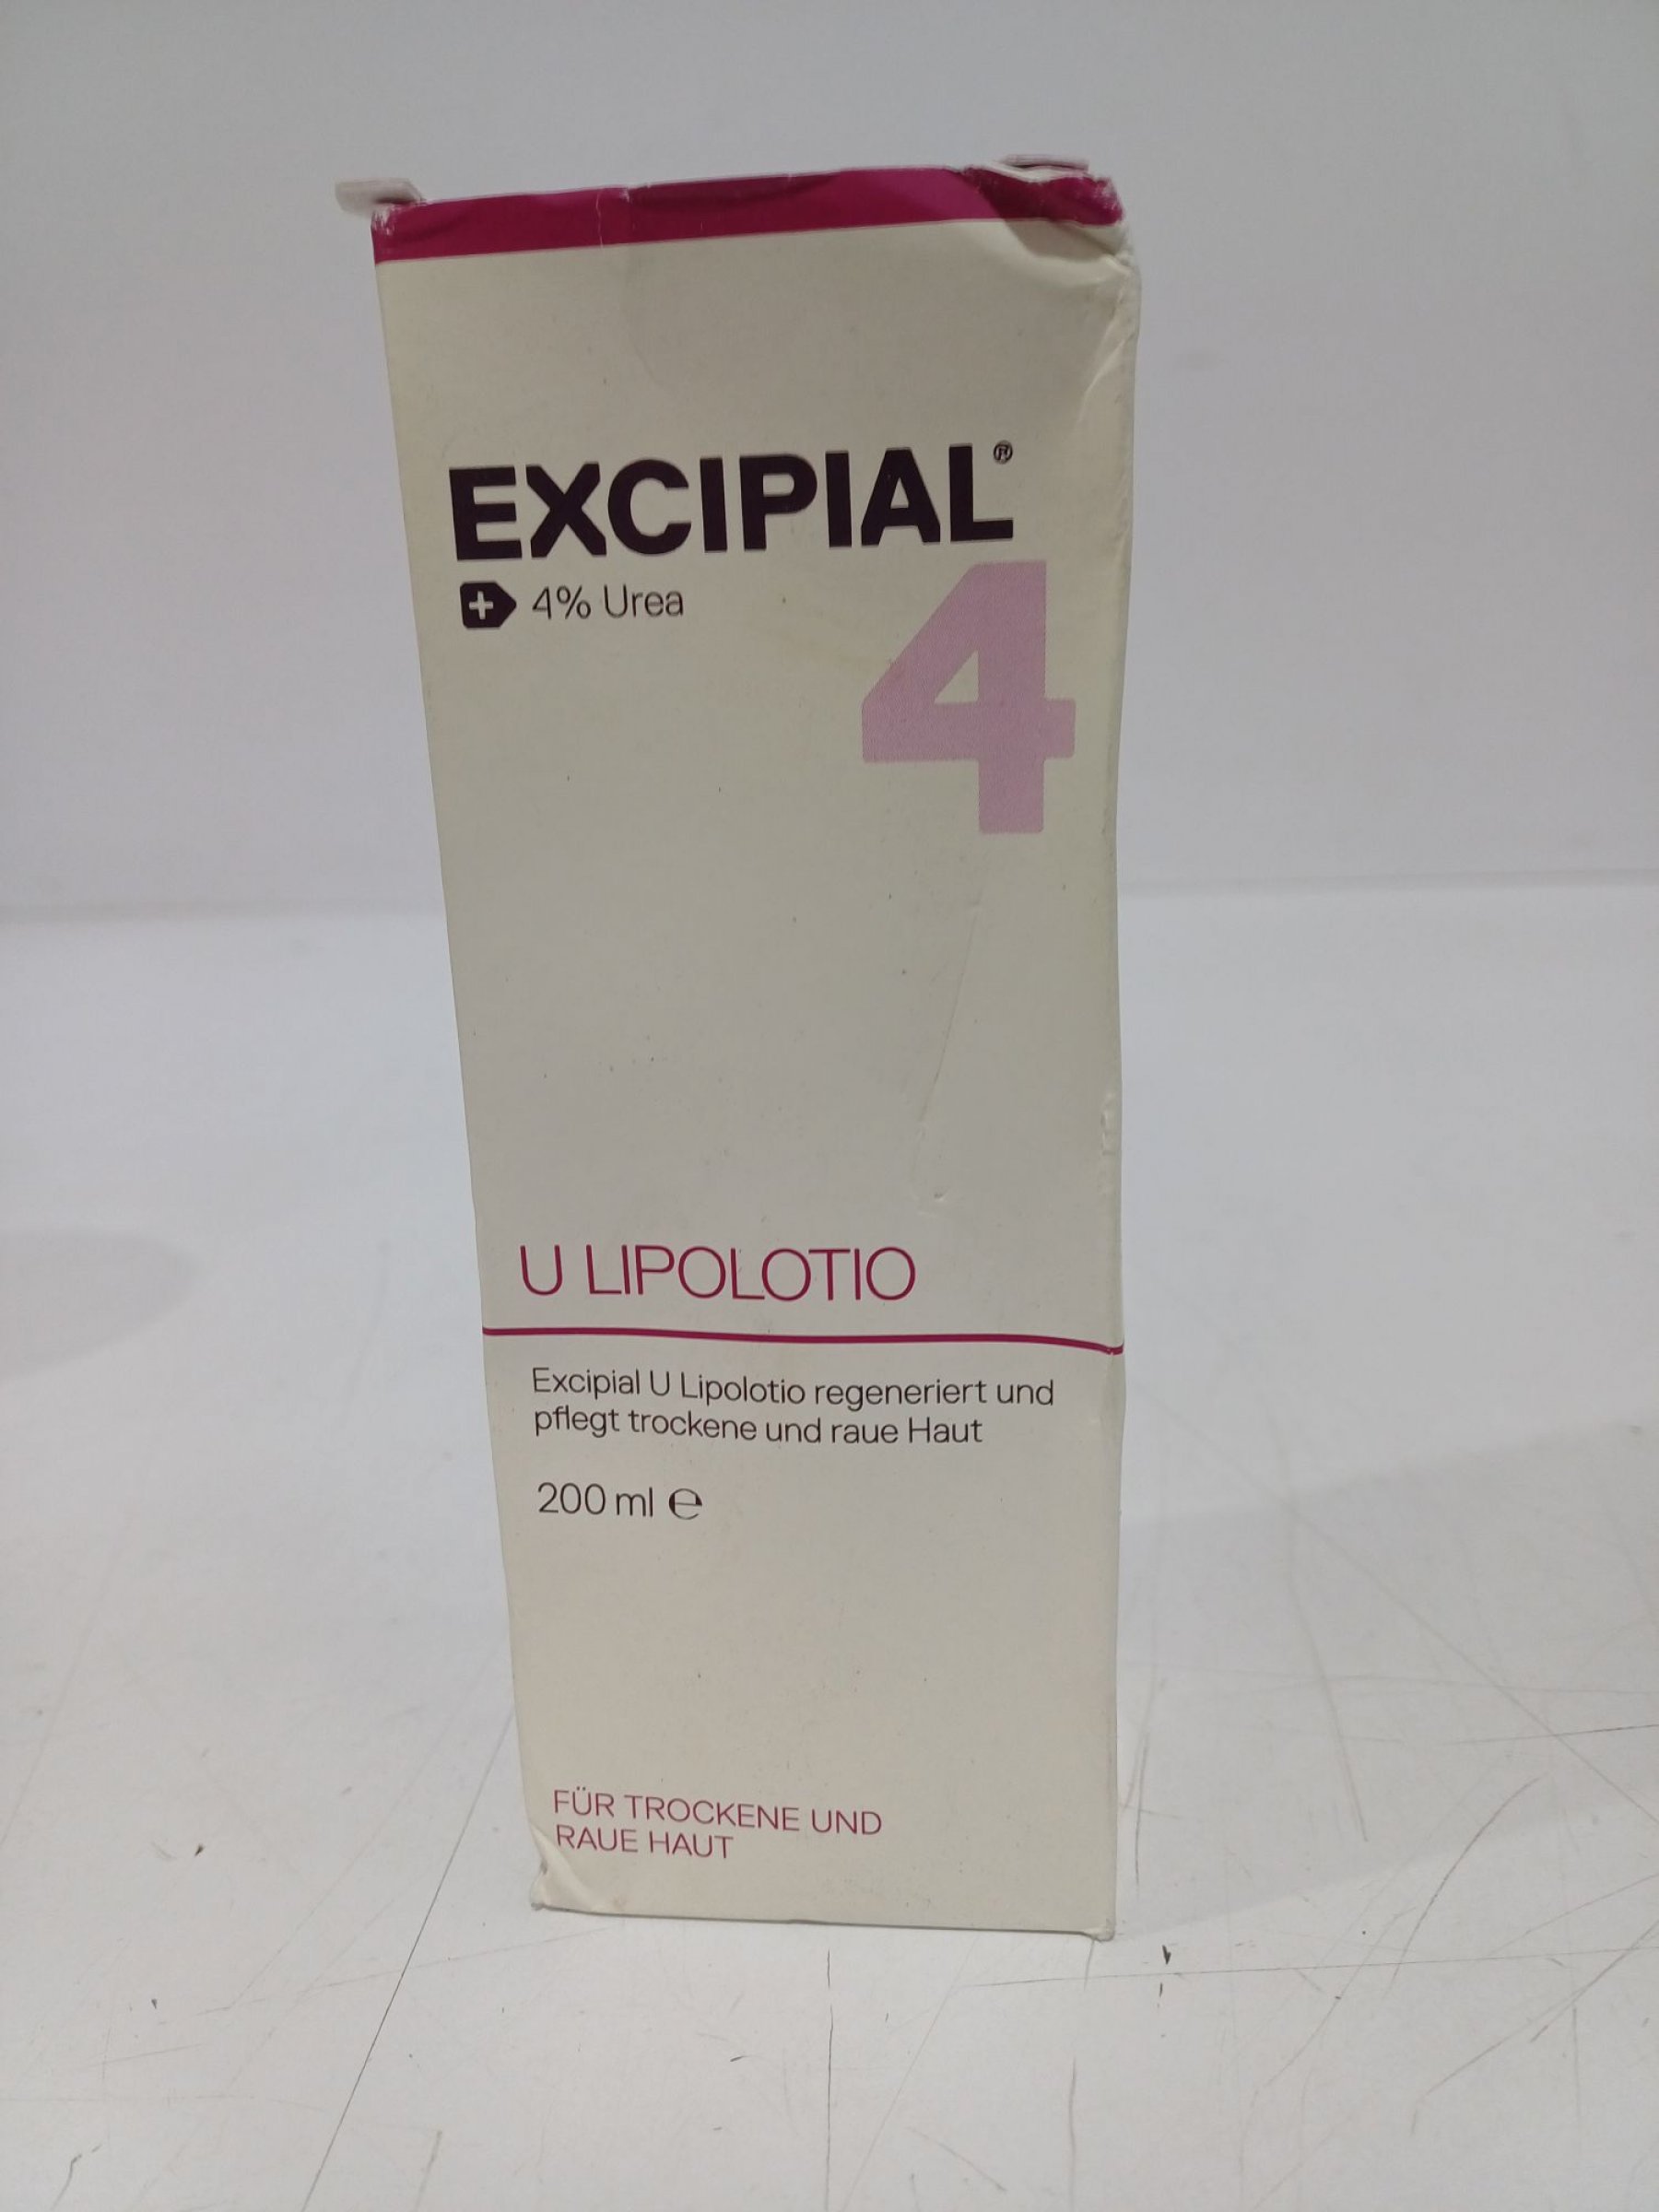 EXCIPIAL®
+ 4% Urea
4
U LIPOLOTIO
Excipial U Lipolotio regeneriert und
pflegt trockene und raue Haut
200 ml ℮
FÜR TROCKENE UND
RAUE HAUT